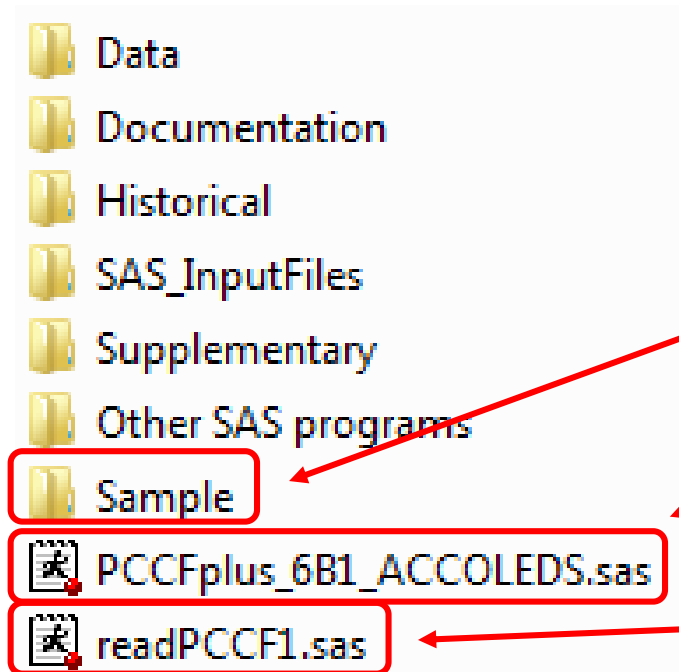 Data
Documentation
Historical
SAS_InputFiles
Supplementary
Other SAS programs
Sample
PCCFplus_6B1_ACCOLEDS.sas
readPCCF1.sas